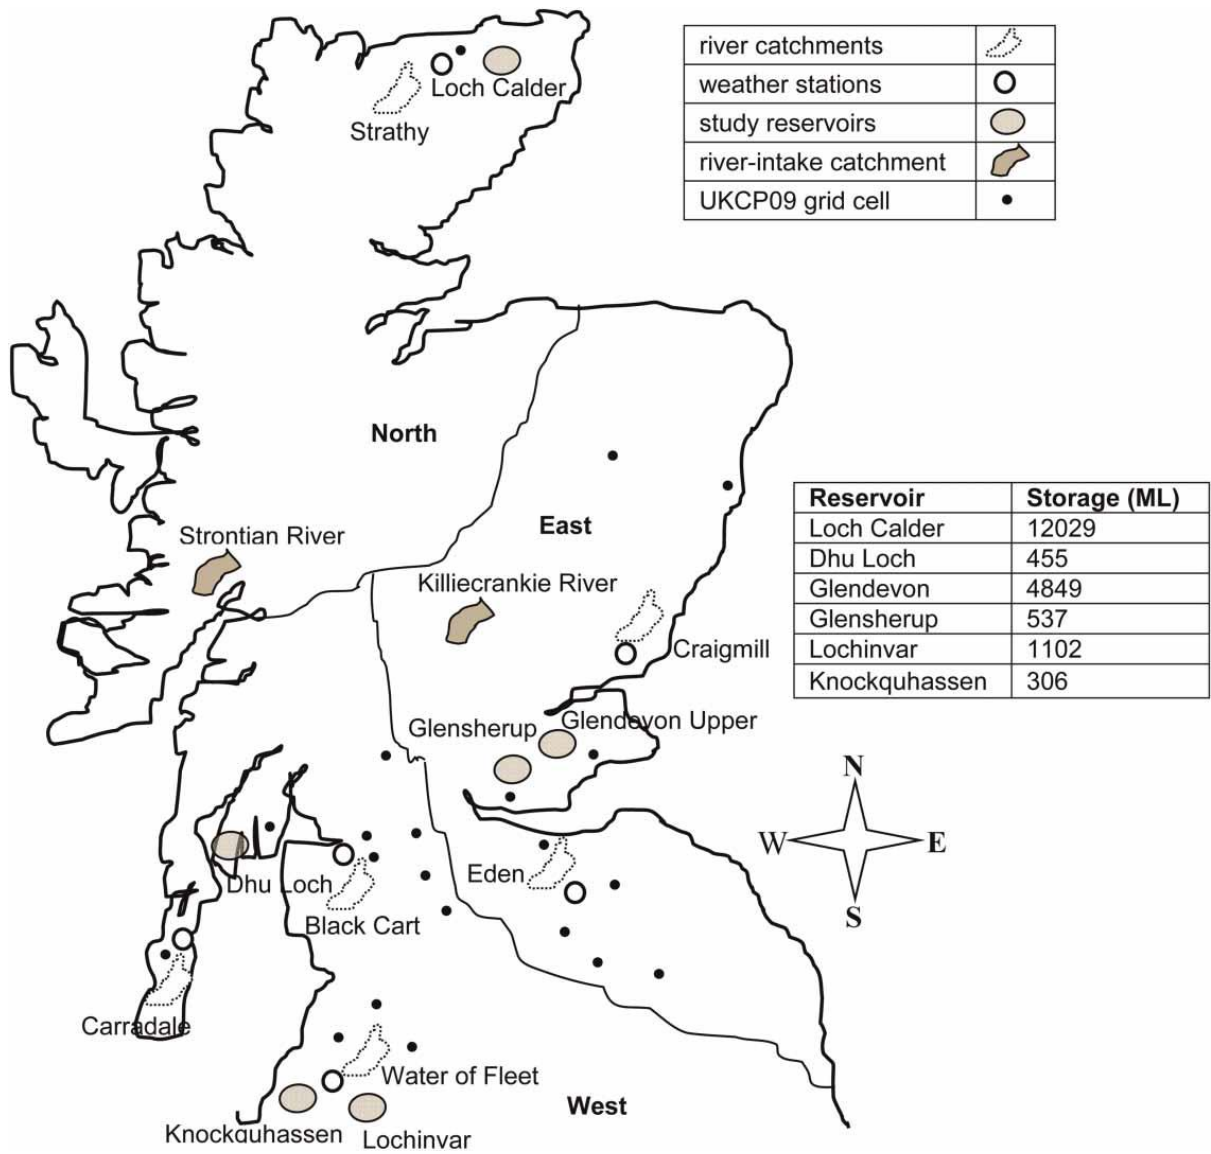 river catchments
weather stations
study reservoirs
river-intake catchment
UKCP09 grid cell
Loch Calder
Strathy
North
East
Strontian River
Killiecrankie River
Craigmill
Reservoir Storage (ML)
Loch Calder 12029
Dhu Loch 455
Glendevon 4849
Glensherup 537
Lochinvar 1102
Knockquhassen 306
Glensherup
Glendevon Upper
N
W
E
S
Eden
Dhu Loch
Black Cart
Carradale
Water of Fleet
West
Knockquhassen
Lochinvar